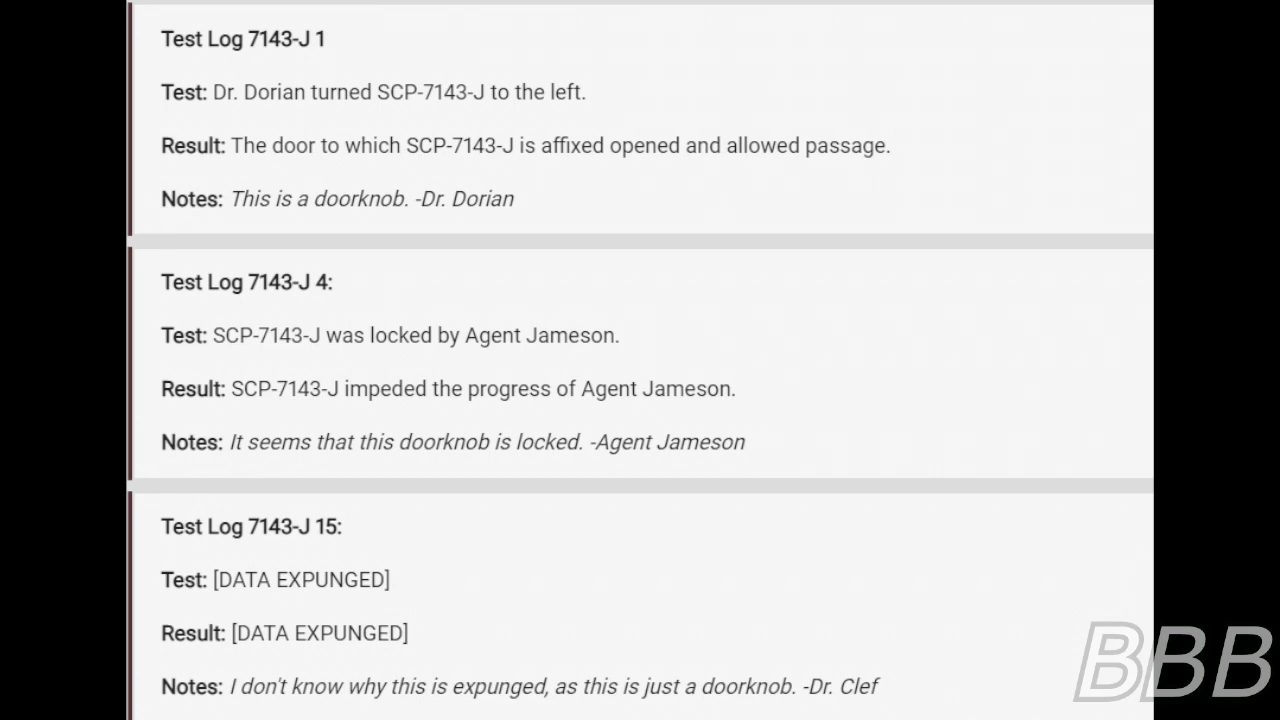 Test Log 7143-J 1
Test: Dr. Dorian turned SCP-7143-J to the left.
Result: The door to which SCP-7143-J is affixed opened and allowed passage.
Notes: This is a doorknob. -Dr. Dorian
Test Log 7143-J 4:
Test: SCP-7143-J was locked by Agent Jameson.
Result: SCP-7143-J impeded the progress of Agent Jameson.
Notes: It seems that this doorknob is locked. -Agent Jameson
Test Log 7143-J 15:
Test: [DATA EXPUNGED]
Result: [DATA EXPUNGED]
Notes: I don't know why this is expunged, as this is just a doorknob. -Dr. Clef
BBB